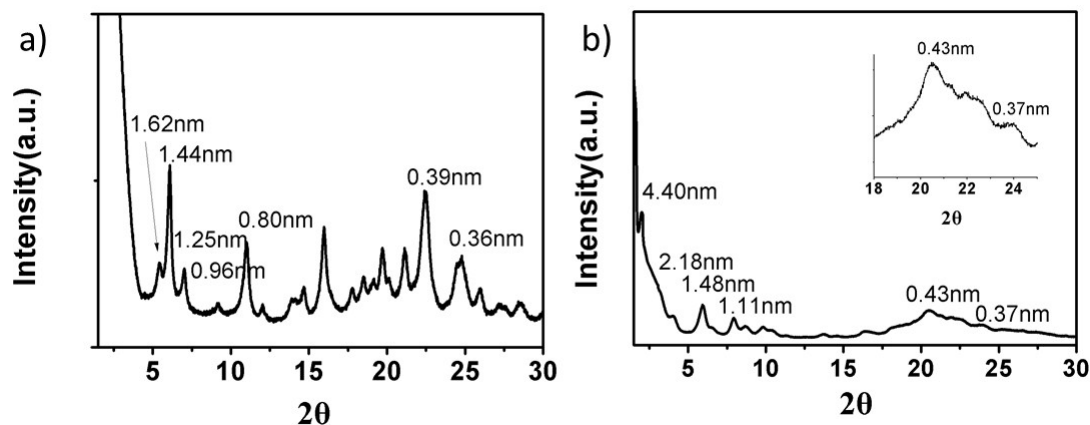 a)
Intensity(a.u.)
1.62nm
1.44nm
1.25nm
0.96nm
0.80nm
0.39nm
0.36nm
5 10 15 20 25 30
2θ
b)
Intensity(a.u.)
4.40nm
2.18nm
1.48nm
1.11nm
0.43nm
0.37nm
5 10 15 20 25 30
2θ
0.43nm
0.37nm
18 20 22 24
2θ